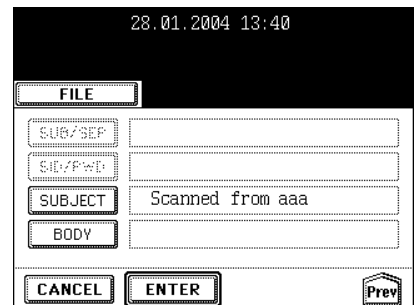 28.01.2004 13:40
FILE
SUB/SEP
SID/PWD
SUBJECT Scanned from aaa
BODY
CANCEL ENTER Prev